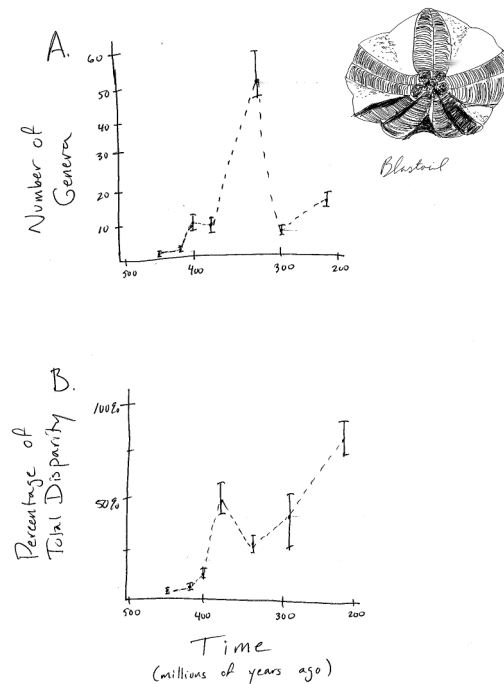 A.
Number of
Genera
60
50
40
30
20
10
500 400 300 200
Blastoid
B.
Percentage of
Total Disparity
100%
50%
500 400 300 200
Time
(millions of years ago)